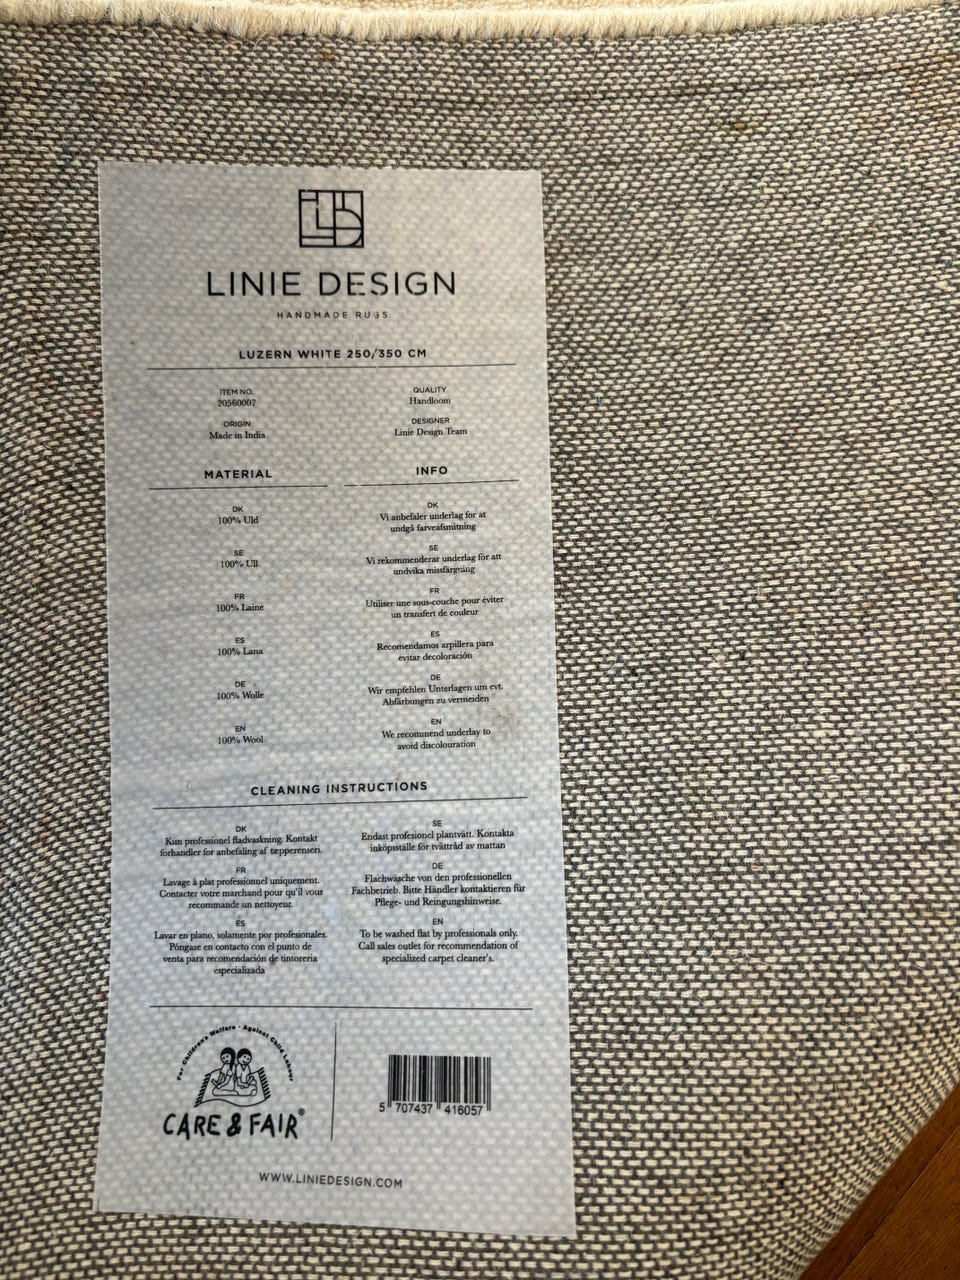 LINIE DESIGN
HANDMADE RUGS
LUZERN WHITE 250/350 CM
ITEM NO.
20560007
QUALITY
Handloom
ORIGIN
Made in India
DESIGNER
Linie Design Team
MATERIAL
DK
100% Uld
SE
100% Ull
FR
100% Laine
ES
100% Lana
DE
100% Wolle
EN
100% Wool
INFO
DK
Vi anbefaler underlag for at
undgå farveafsmitning
SE
Vi rekommenderar underlag för att
undvika missfärgning
FR
Utiliser une sous-couche pour éviter
un transfert de couleur
ES
Recomendamos arpillera para
evitar decoloración
DE
Wir empfehlen Unterlagen um evt.
Abfärbungen zu vermeiden
EN
We recommend underlay to
avoid discolouration
CLEANING INSTRUCTIONS
DK
Kun professionel fladvaskning. Kontakt
forhandler for anbefaling af tæpperensen.
SE
Endast profesionel plantvätt. Kontakta
inköpsställe för tvättråd av mattan
FR
Lavage à plat professionnel uniquement.
Contacter votre marchand pour qu'il vous
recommande un nettoyeur.
DE
Flachwäsche von den professionellen
Fachbetrieb. Bitte Händler kontaktieren für
Pflege- und Reingungshinweise.
ES
Lavar en plano, solamente por profesionales.
Póngase en contacto con el punto de
venta para recomendación de tintorería
especializada
EN
To be washed flat by professionals only.
Call sales outlet for recommendation of
specialized carpet cleaner's.
For Children's Welfare · Against Child Labour
CARE & FAIR®
5 707437 416057
WWW.LINIEDESIGN.COM